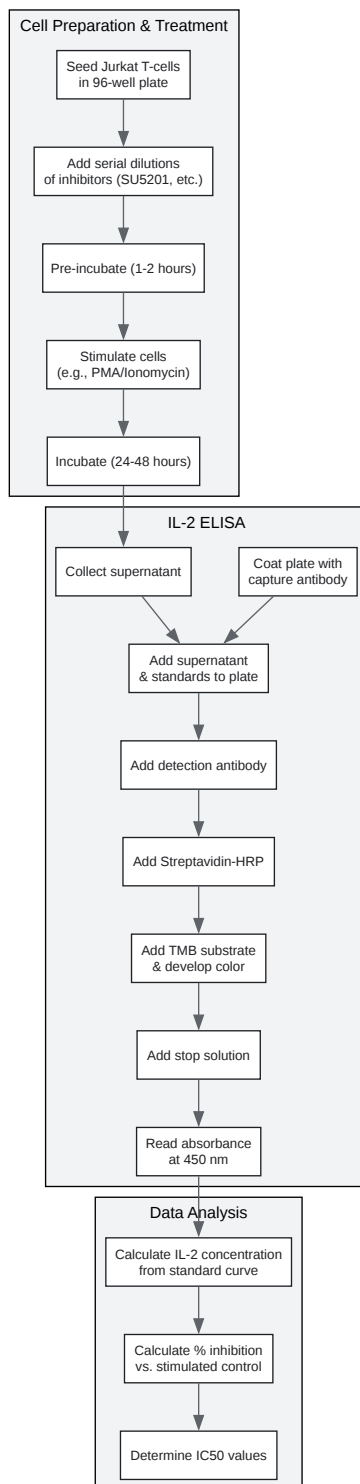 Cell Preparation & Treatment
Seed Jurkat T-cells
in 96-well plate
Add serial dilutions
of inhibitors (SU5201, etc.)
Pre-incubate (1-2 hours)
Stimulate cells
(e.g., PMA/Ionomycin)
Incubate (24-48 hours)
IL-2 ELISA
Collect supernatant
Coat plate with
capture antibody
Add supernatant
& standards to plate
Add detection antibody
Add Streptavidin-HRP
Add TMB substrate
& develop color
Add stop solution
Read absorbance
at 450 nm
Data Analysis
Calculate IL-2 concentration
from standard curve
Calculate % inhibition
vs. stimulated control
Determine IC50 values